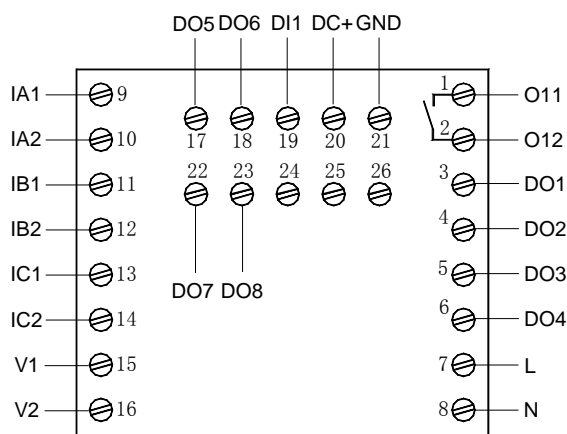 DO5 DO6 DI1 DC+ GND
IA1 9 1 O11
17 18 19 20 21
IA2 10 2 O12
22 23 24 25 26
IB1 11 3 DO1
IB2 12 4 DO2
IC1 13 5 DO3
DO7 DO8
IC2 14 6 DO4
V1 15 7 L
V2 16 8 N